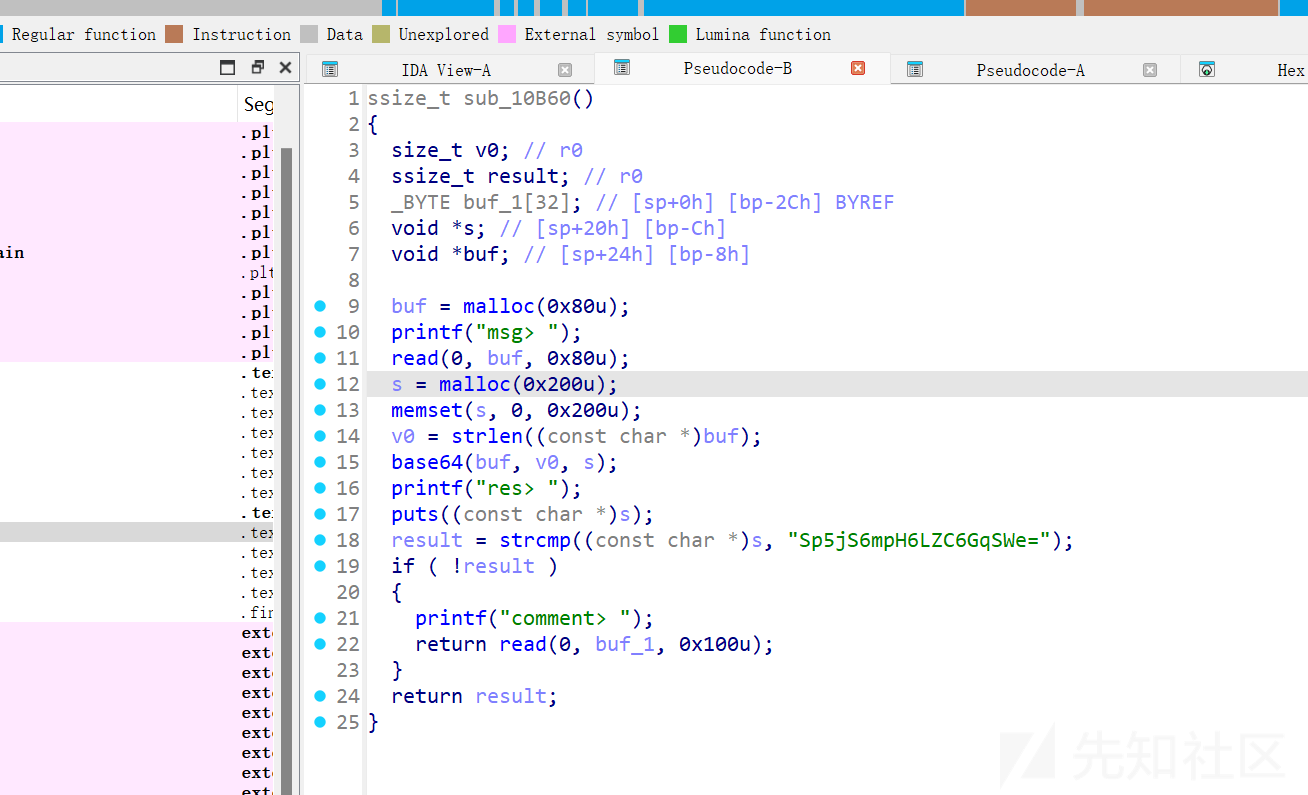 Regular function Instruction Data Unexplored External symbol Lumina function
IDA View-A Pseudocode-B Pseudocode-A Hex
Seg
.pl
.pl
.pl
.pl
.pl
.pl
ain .pl
.plt
.pl
.pl
.pl
.pl
.te
.te
.te
.te
.te
.te
.te
.te
.te
.te
.te
.te
.fin
ext
ext
ext
ext
ext
ext
ext
ext
ext
1 ssize_t sub_10B60()
2 {
3 size_t v0; // r0
4 ssize_t result; // r0
5 _BYTE buf_1[32]; // [sp+0h] [bp-2Ch] BYREF
6 void *s; // [sp+20h] [bp-Ch]
7 void *buf; // [sp+24h] [bp-8h]
8
9 buf = malloc(0x80u);
10 printf("msg> ");
11 read(0, buf, 0x80u);
12 s = malloc(0x200u);
13 memset(s, 0, 0x200u);
14 v0 = strlen((const char *)buf);
15 base64(buf, v0, s);
16 printf("res> ");
17 puts((const char *)s);
18 result = strcmp((const char *)s, "Sp5jS6mpH6LZC6GqSWe=");
19 if ( !result )
20 {
21 printf("comment> ");
22 return read(0, buf_1, 0x100u);
23 }
24 return result;
25 }
先知社区